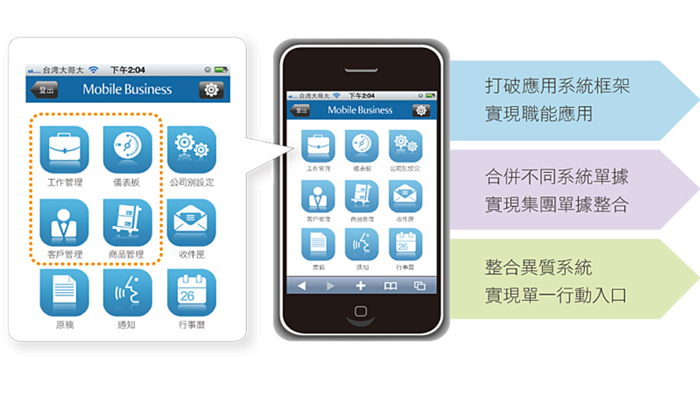 台湾大哥大 下午2:04
登出 Mobile Business
工作管理 儀表板 公司別設定
客戶管理 商品管理 收件匣
原稿 通知 行事曆
26
台湾大哥大 下午2:04
登出 Mobile Business
工作管理 儀表板 公司別設定
客戶管理 商品管理 收件匣
26
原稿 通知 行事曆
打破應用系統框架
實現職能應用
合併不同系統單據
實現集團單據整合
整合異質系統
實現單一行動入口